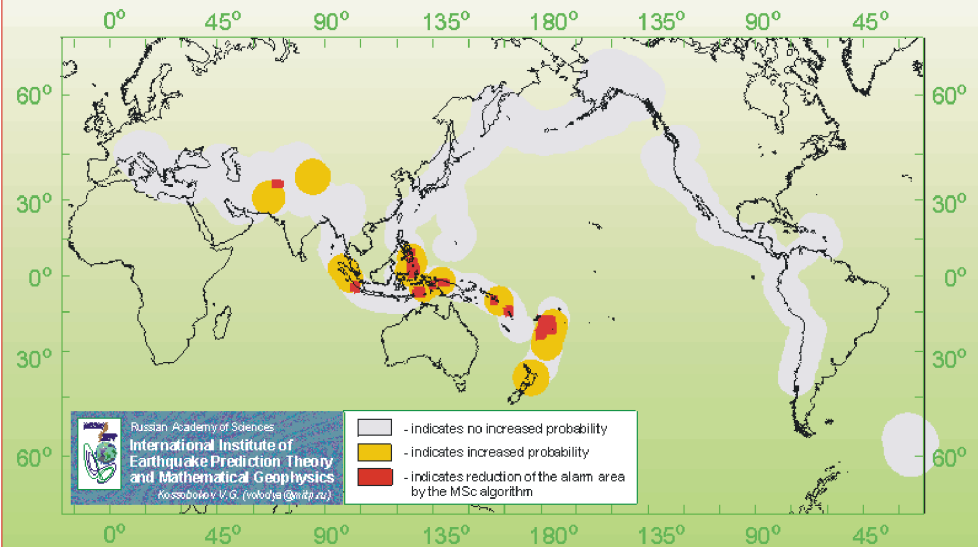 0° 45° 90° 135° 180° 135° 90° 45°
60° 60°
30° 30°
0° 0°
30° 30°
60° 60°
Russian Academy of Sciences
International Institute of
Earthquake Prediction Theory
and Mathematical Geophysics
Kossobokov V.G. (volodya@mitp.ru)
- indicates no increased probability
- indicates increased probability
- indicates reduction of the alarm area
by the MSc algorithm
0° 45° 90° 135° 180° 135° 90° 45°